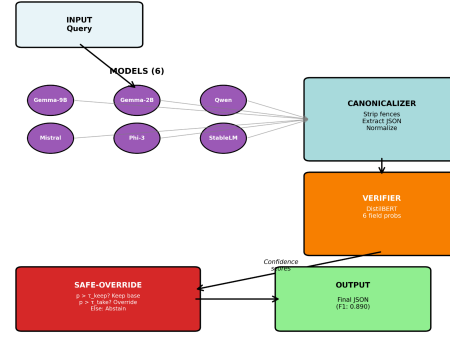 INPUT
Query
MODELS (6)
Gemma-9B
Gemma-2B
Qwen
Mistral
Phi-3
StableLM
CANONICALIZER
Strip fences
Extract JSON
Normalize
VERIFIER
DistilBERT
6 field probs
Confidence
scores
SAFE-OVERRIDE
p > τ_keep? Keep base
p > τ_take? Override
Else: Abstain
OUTPUT
Final JSON
(F1: 0.890)